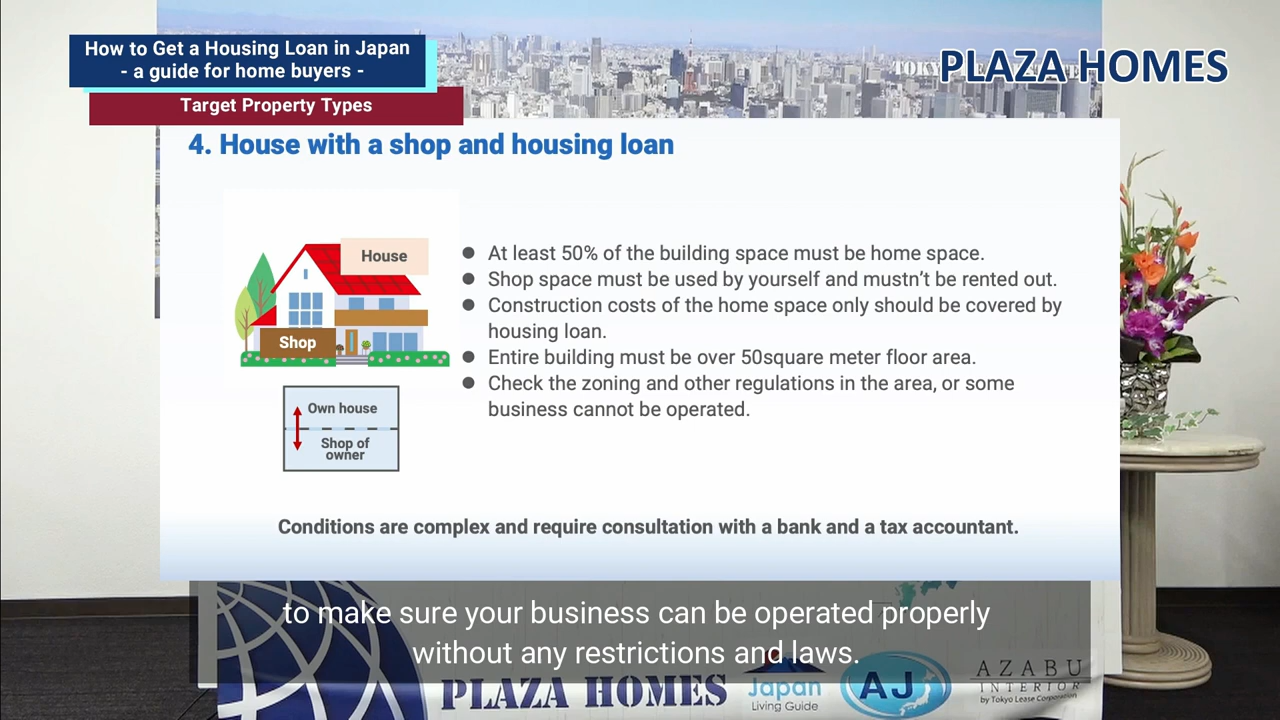 How to Get a Housing Loan in Japan
- a guide for home buyers -
Target Property Types
PLAZA HOMES
4. House with a shop and housing loan
House
Shop
Own house
Shop of
owner
● At least 50% of the building space must be home space.
● Shop space must be used by yourself and mustn't be rented out.
● Construction costs of the home space only should be covered by
housing loan.
● Entire building must be over 50square meter floor area.
● Check the zoning and other regulations in the area, or some
business cannot be operated.
Conditions are complex and require consultation with a bank and a tax accountant.
to make sure your business can be operated properly
without any restrictions and laws.
PLAZA HOMES
Japan
Living Guide
AJ
AZABU
INTERIOR
by Tokyo Lease Corporation